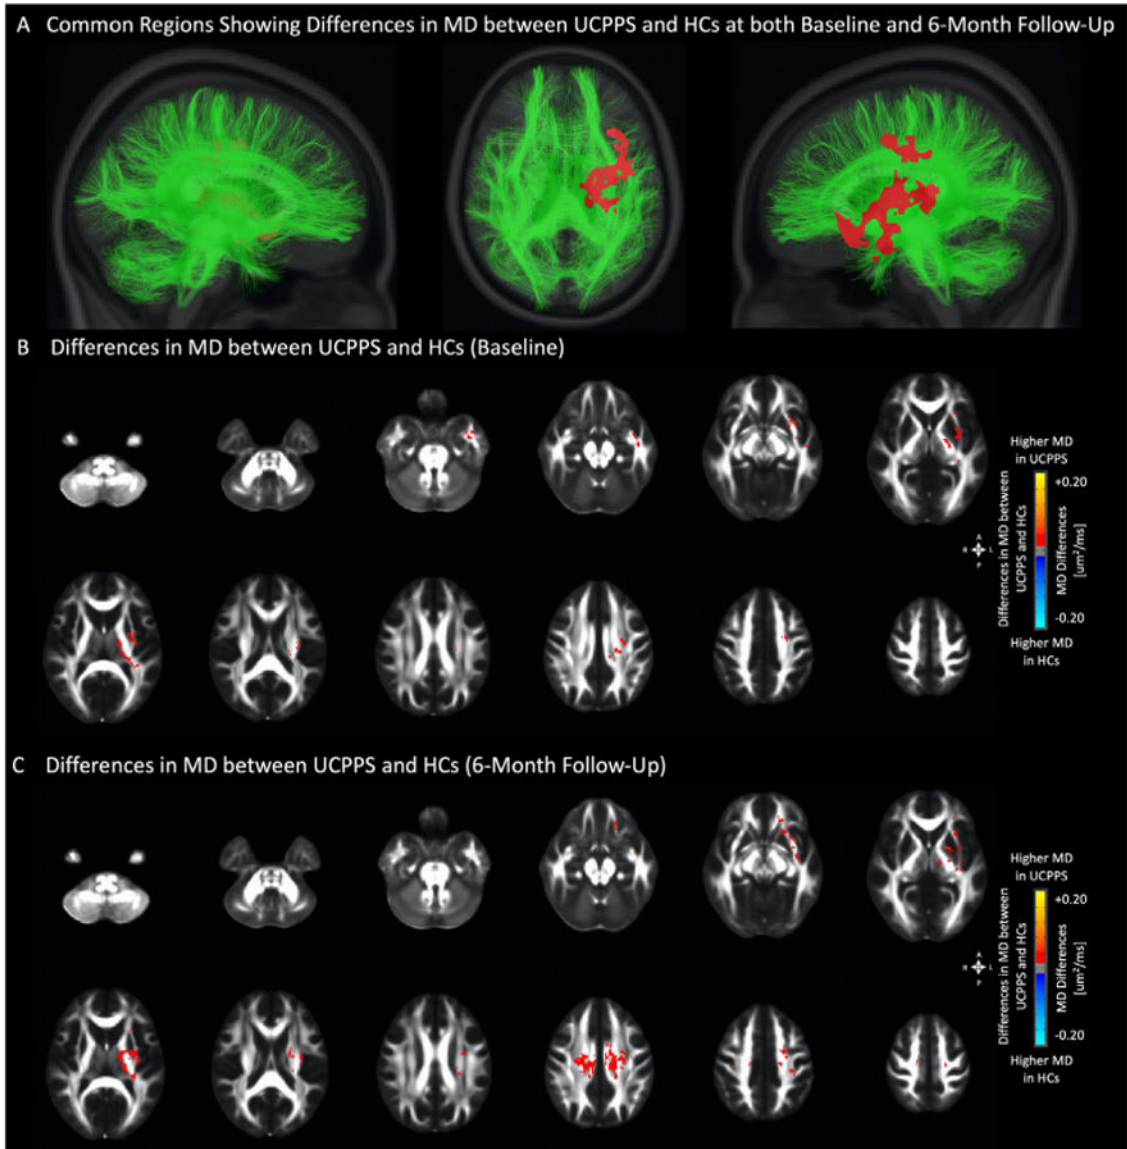 A Common Regions Showing Differences in MD between UCPPS and HCs at both Baseline and 6-Month Follow-Up
B Differences in MD between UCPPS and HCs (Baseline)
Higher MD
in UCPPS
Differences in MD between
UCPPS and HCs
+0.20
-0.20
MD Differences
[um²/ms]
A
R L
P
Higher MD
in HCs
C Differences in MD between UCPPS and HCs (6-Month Follow-Up)
Higher MD
in UCPPS
Differences in MD between
UCPPS and HCs
+0.20
-0.20
MD Differences
[um²/ms]
A
R L
P
Higher MD
in HCs